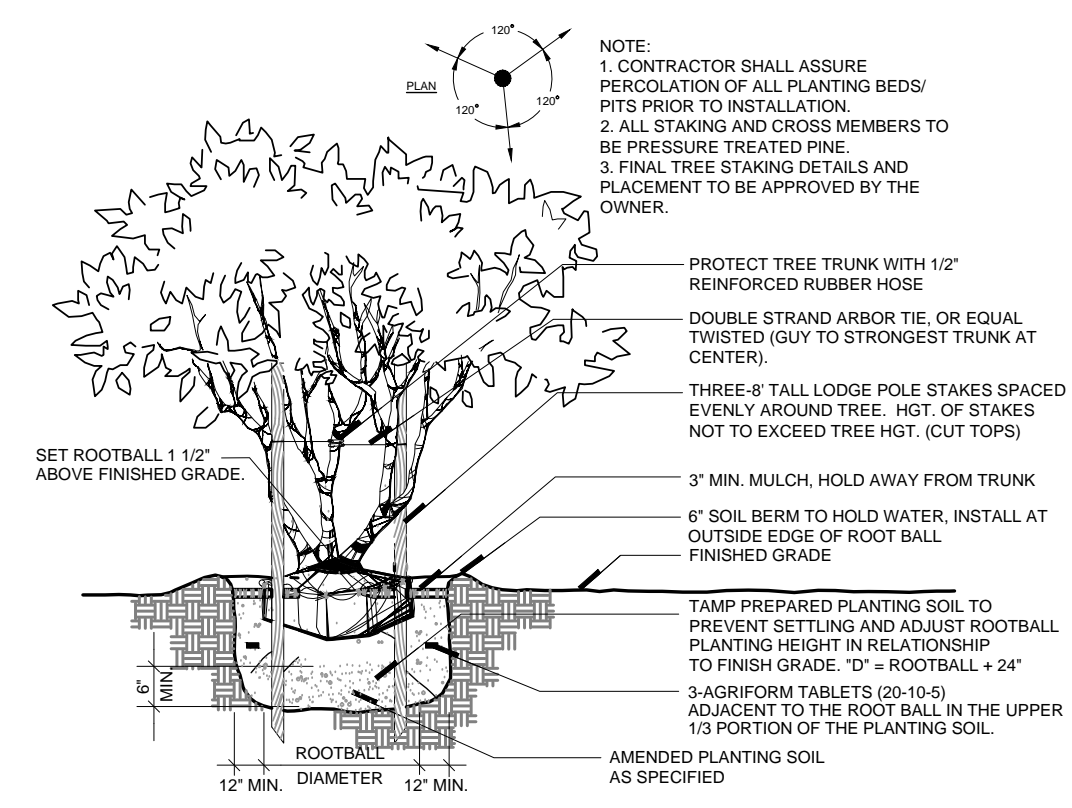 120°
PLAN
120°
120°
NOTE:
1. CONTRACTOR SHALL ASSURE
PERCOLATION OF ALL PLANTING BEDS/
PITS PRIOR TO INSTALLATION.
2. ALL STAKING AND CROSS MEMBERS TO
BE PRESSURE TREATED PINE.
3. FINAL TREE STAKING DETAILS AND
PLACEMENT TO BE APPROVED BY THE
OWNER.
PROTECT TREE TRUNK WITH 1/2"
REINFORCED RUBBER HOSE
DOUBLE STRAND ARBOR TIE, OR EQUAL
TWISTED (GUY TO STRONGEST TRUNK AT
CENTER).
THREE-8' TALL LODGE POLE STAKES SPACED
EVENLY AROUND TREE. HGT. OF STAKES
NOT TO EXCEED TREE HGT. (CUT TOPS)
SET ROOTBALL 1 1/2"
ABOVE FINISHED GRADE.
3" MIN. MULCH, HOLD AWAY FROM TRUNK
6" SOIL BERM TO HOLD WATER, INSTALL AT
OUTSIDE EDGE OF ROOT BALL
FINISHED GRADE
TAMP PREPARED PLANTING SOIL TO
PREVENT SETTLING AND ADJUST ROOTBALL
PLANTING HEIGHT IN RELATIONSHIP
TO FINISH GRADE. "D" = ROOTBALL + 24"
3-AGRIFORM TABLETS (20-10-5)
ADJACENT TO THE ROOT BALL IN THE UPPER
1/3 PORTION OF THE PLANTING SOIL.
AMENDED PLANTING SOIL
AS SPECIFIED
6"
MIN.
ROOTBALL
DIAMETER
12" MIN.
12" MIN.